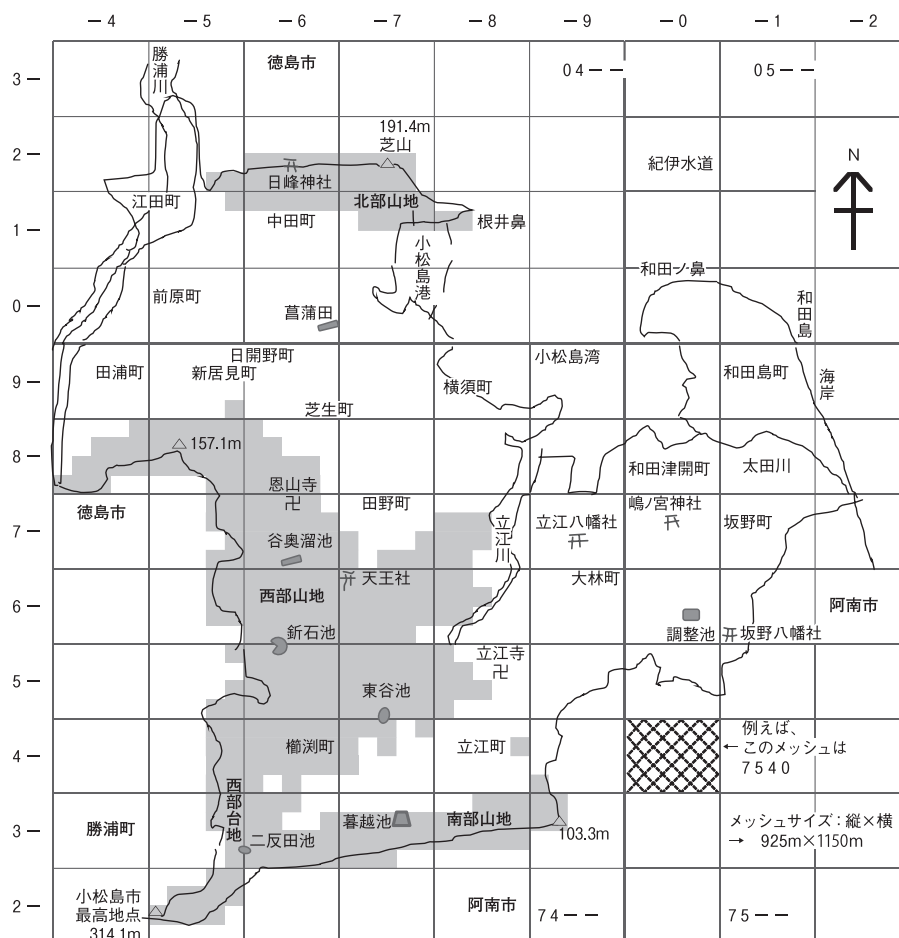 －4 －5 －6 －7 －8 －9 －0 －1 －2
3－
勝浦川
徳島市
04－－
05－－
2－
191.4m
芝山
日峰神社
紀伊水道
N
江田町
北部山地
1－
中田町
根井鼻
小松島港
和田ノ鼻
0－
前原町
菖蒲田
和田島
海岸
日開野町
小松島湾
9－
田浦町
新居見町
横須町
和田島町
芝生町
8－
157.1m
和田津開町
太田川
恩山寺
卍
徳島市
田野町
嶋ノ宮神社
7－
立江川
立江八幡社
坂野町
谷奥溜池
天王社
大林町
6－
西部山地
阿南市
釿石池
調整池
坂野八幡社
立江寺
卍
5－
東谷池
4－
櫛渕町
立江町
例えば、
←このメッシュは
7540
西部台地
3－
勝浦町
暮越池
南部山地
メッシュサイズ：縦×横
→ 925m×1150m
二反田池
103.3m
2－
小松島市
最高地点
314.1m
阿南市
74－－
75－－